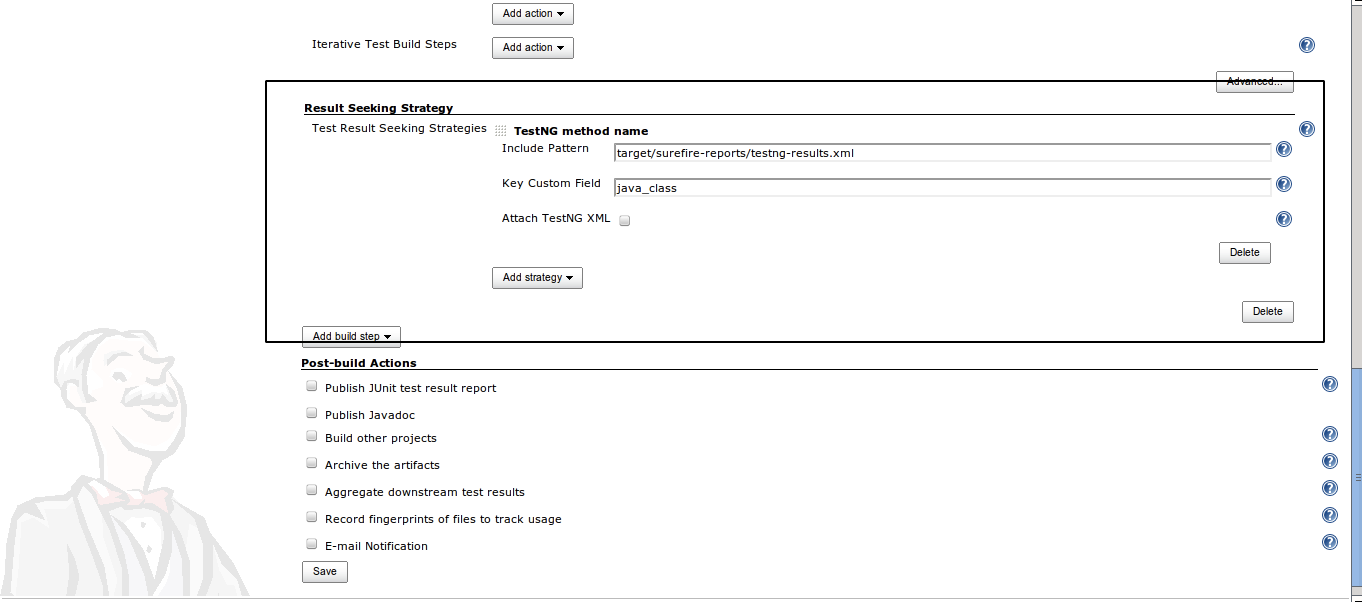 Add action
Iterative Test Build Steps Add action
Advanced...
Result Seeking Strategy
Test Result Seeking Strategies TestNG method name
Include Pattern target/surefire-reports/testng-results.xml
Key Custom Field java_class
Attach TestNG XML
Delete
Add strategy
Delete
Add build step
Post-build Actions
Publish JUnit test result report
Publish Javadoc
Build other projects
Archive the artifacts
Aggregate downstream test results
Record fingerprints of files to track usage
E-mail Notification
Save